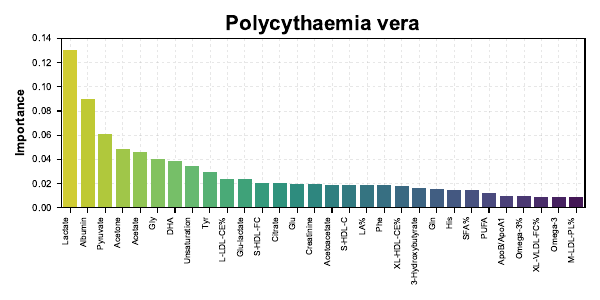 Polycythaemia vera
Importance
0.14
0.12
0.10
0.08
0.06
0.04
0.02
0.00
Lactate
Albumin
Pyruvate
Acetone
Acetate
Gly
DHA
Unsaturation
Tyr
L-LDL-CE%
Glu-lactate
S-HDL-FC
Citrate
Glu
Creatinine
Acetoacetate
S-HDL-C
LA%
Phe
XL-HDL-CE%
3-Hydroxybutyrate
Gln
His
SFA%
PUFA
ApoB/ApoA1
Omega-3%
XL-VLDL-FC%
Omega-3
M-LDL-PL%